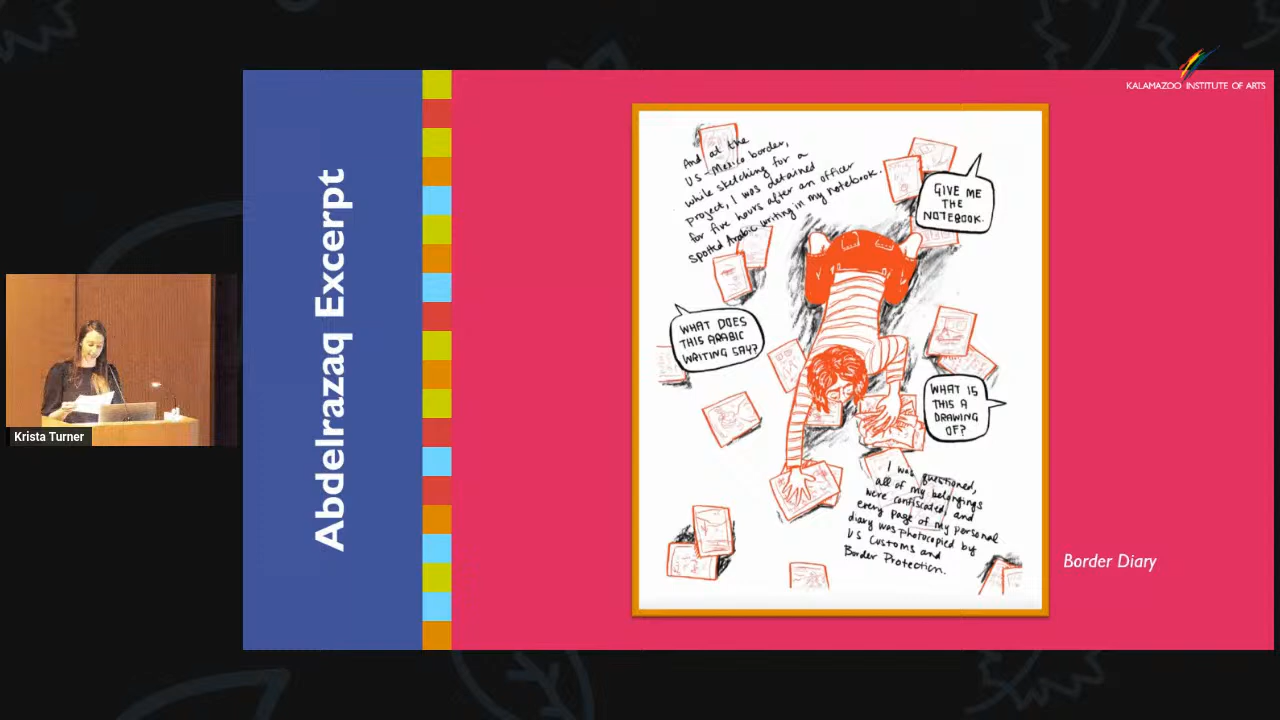 KALAMAZOO INSTITUTE OF ARTS
Abdelrazaq Excerpt
And at the
US-Mexico border,
while sketching for a
project, I was detained
for five hours after an officer
spotted Arabic writing in my notebook.
GIVE ME
THE
NOTEBOOK.
WHAT DOES
THIS ARABIC
WRITING SAY?
WHAT IS
THIS A
DRAWING
OF?
I was questioned,
all of my belongings
were confiscated, and
every page of my personal
diary was photocopied by
US Customs and
Border Protection.
Border Diary
Krista Turner